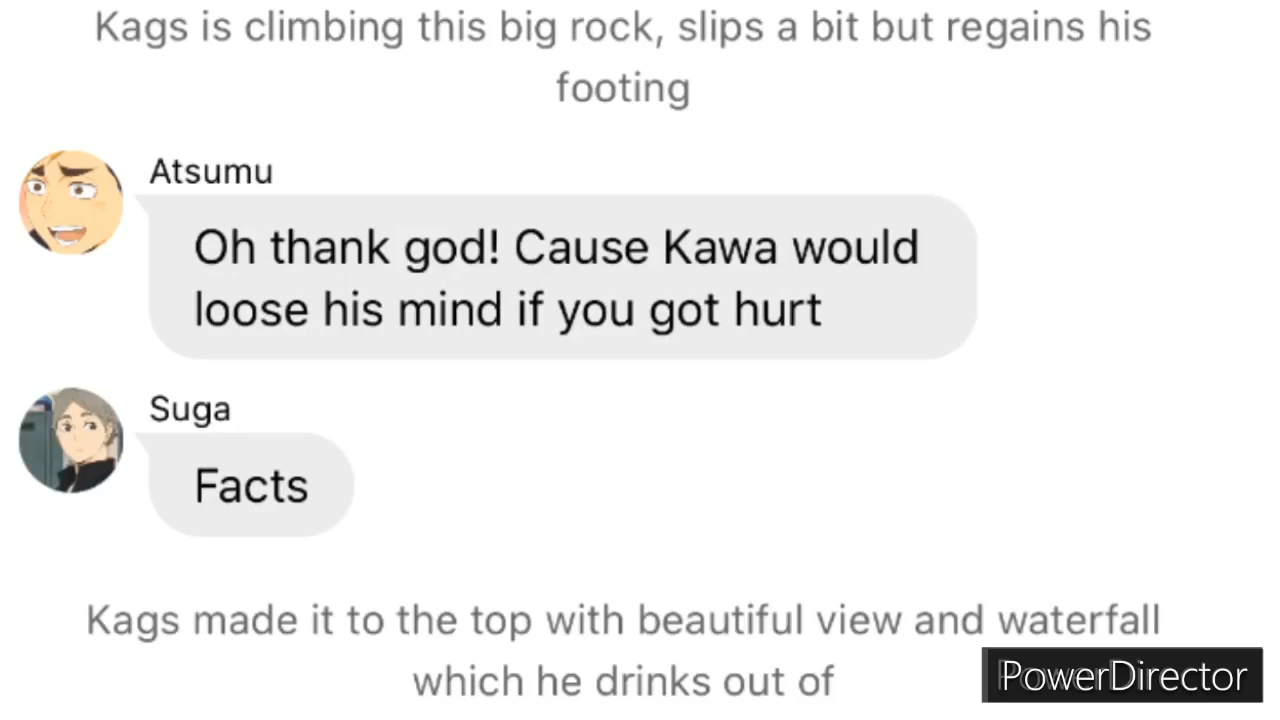 Kags is climbing this big rock, slips a bit but regains his
footing
Atsumu
Oh thank god! Cause Kawa would
loose his mind if you got hurt
Suga
Facts
Kags made it to the top with beautiful view and waterfall
which he drinks out of
PowerDirector